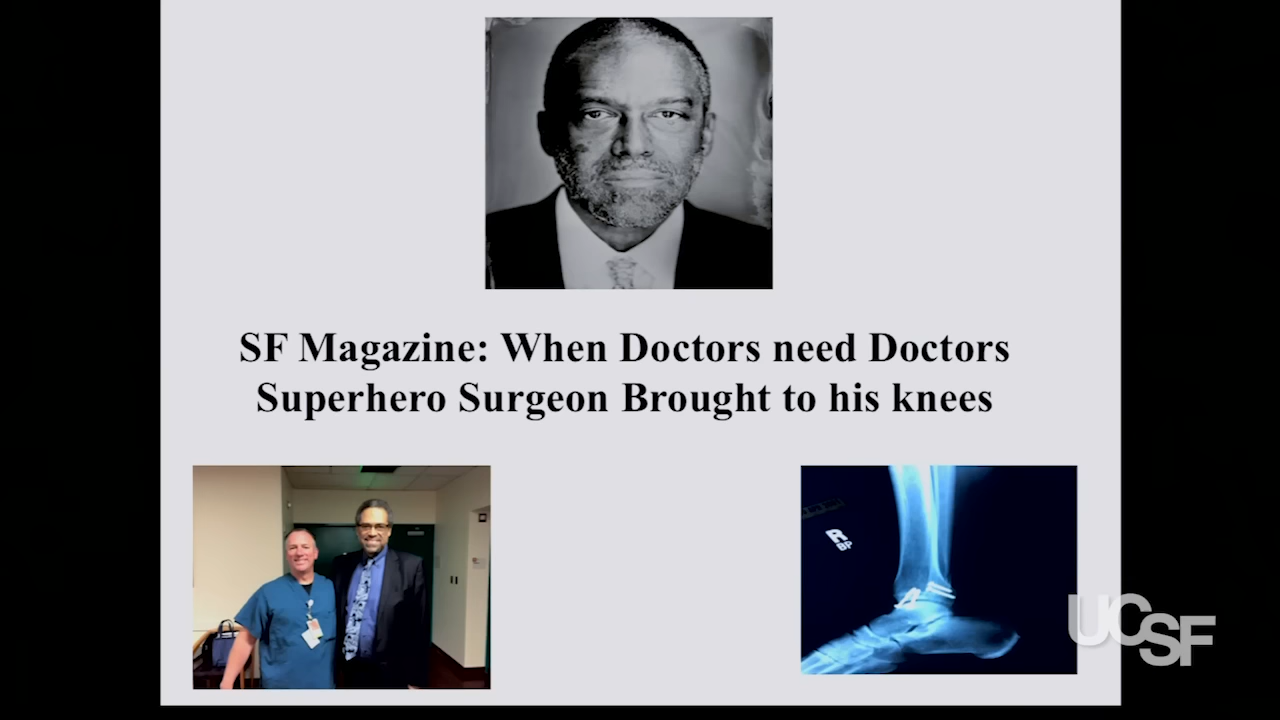 SF Magazine: When Doctors need Doctors
Superhero Surgeon Brought to his knees
R
UCSF